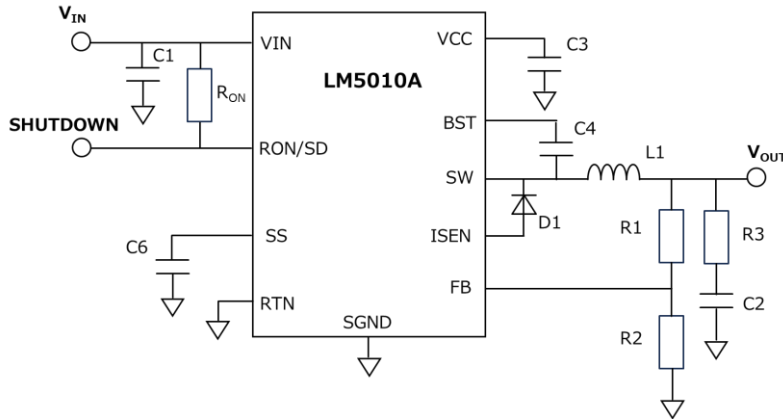 VIN
VIN
VCC
C1
C3
LM5010A
RON
SHUTDOWN
BST
C4
RON/SD
L1
VOUT
SW
D1
ISEN
R1
R3
C6
SS
FB
C2
RTN
SGND
R2